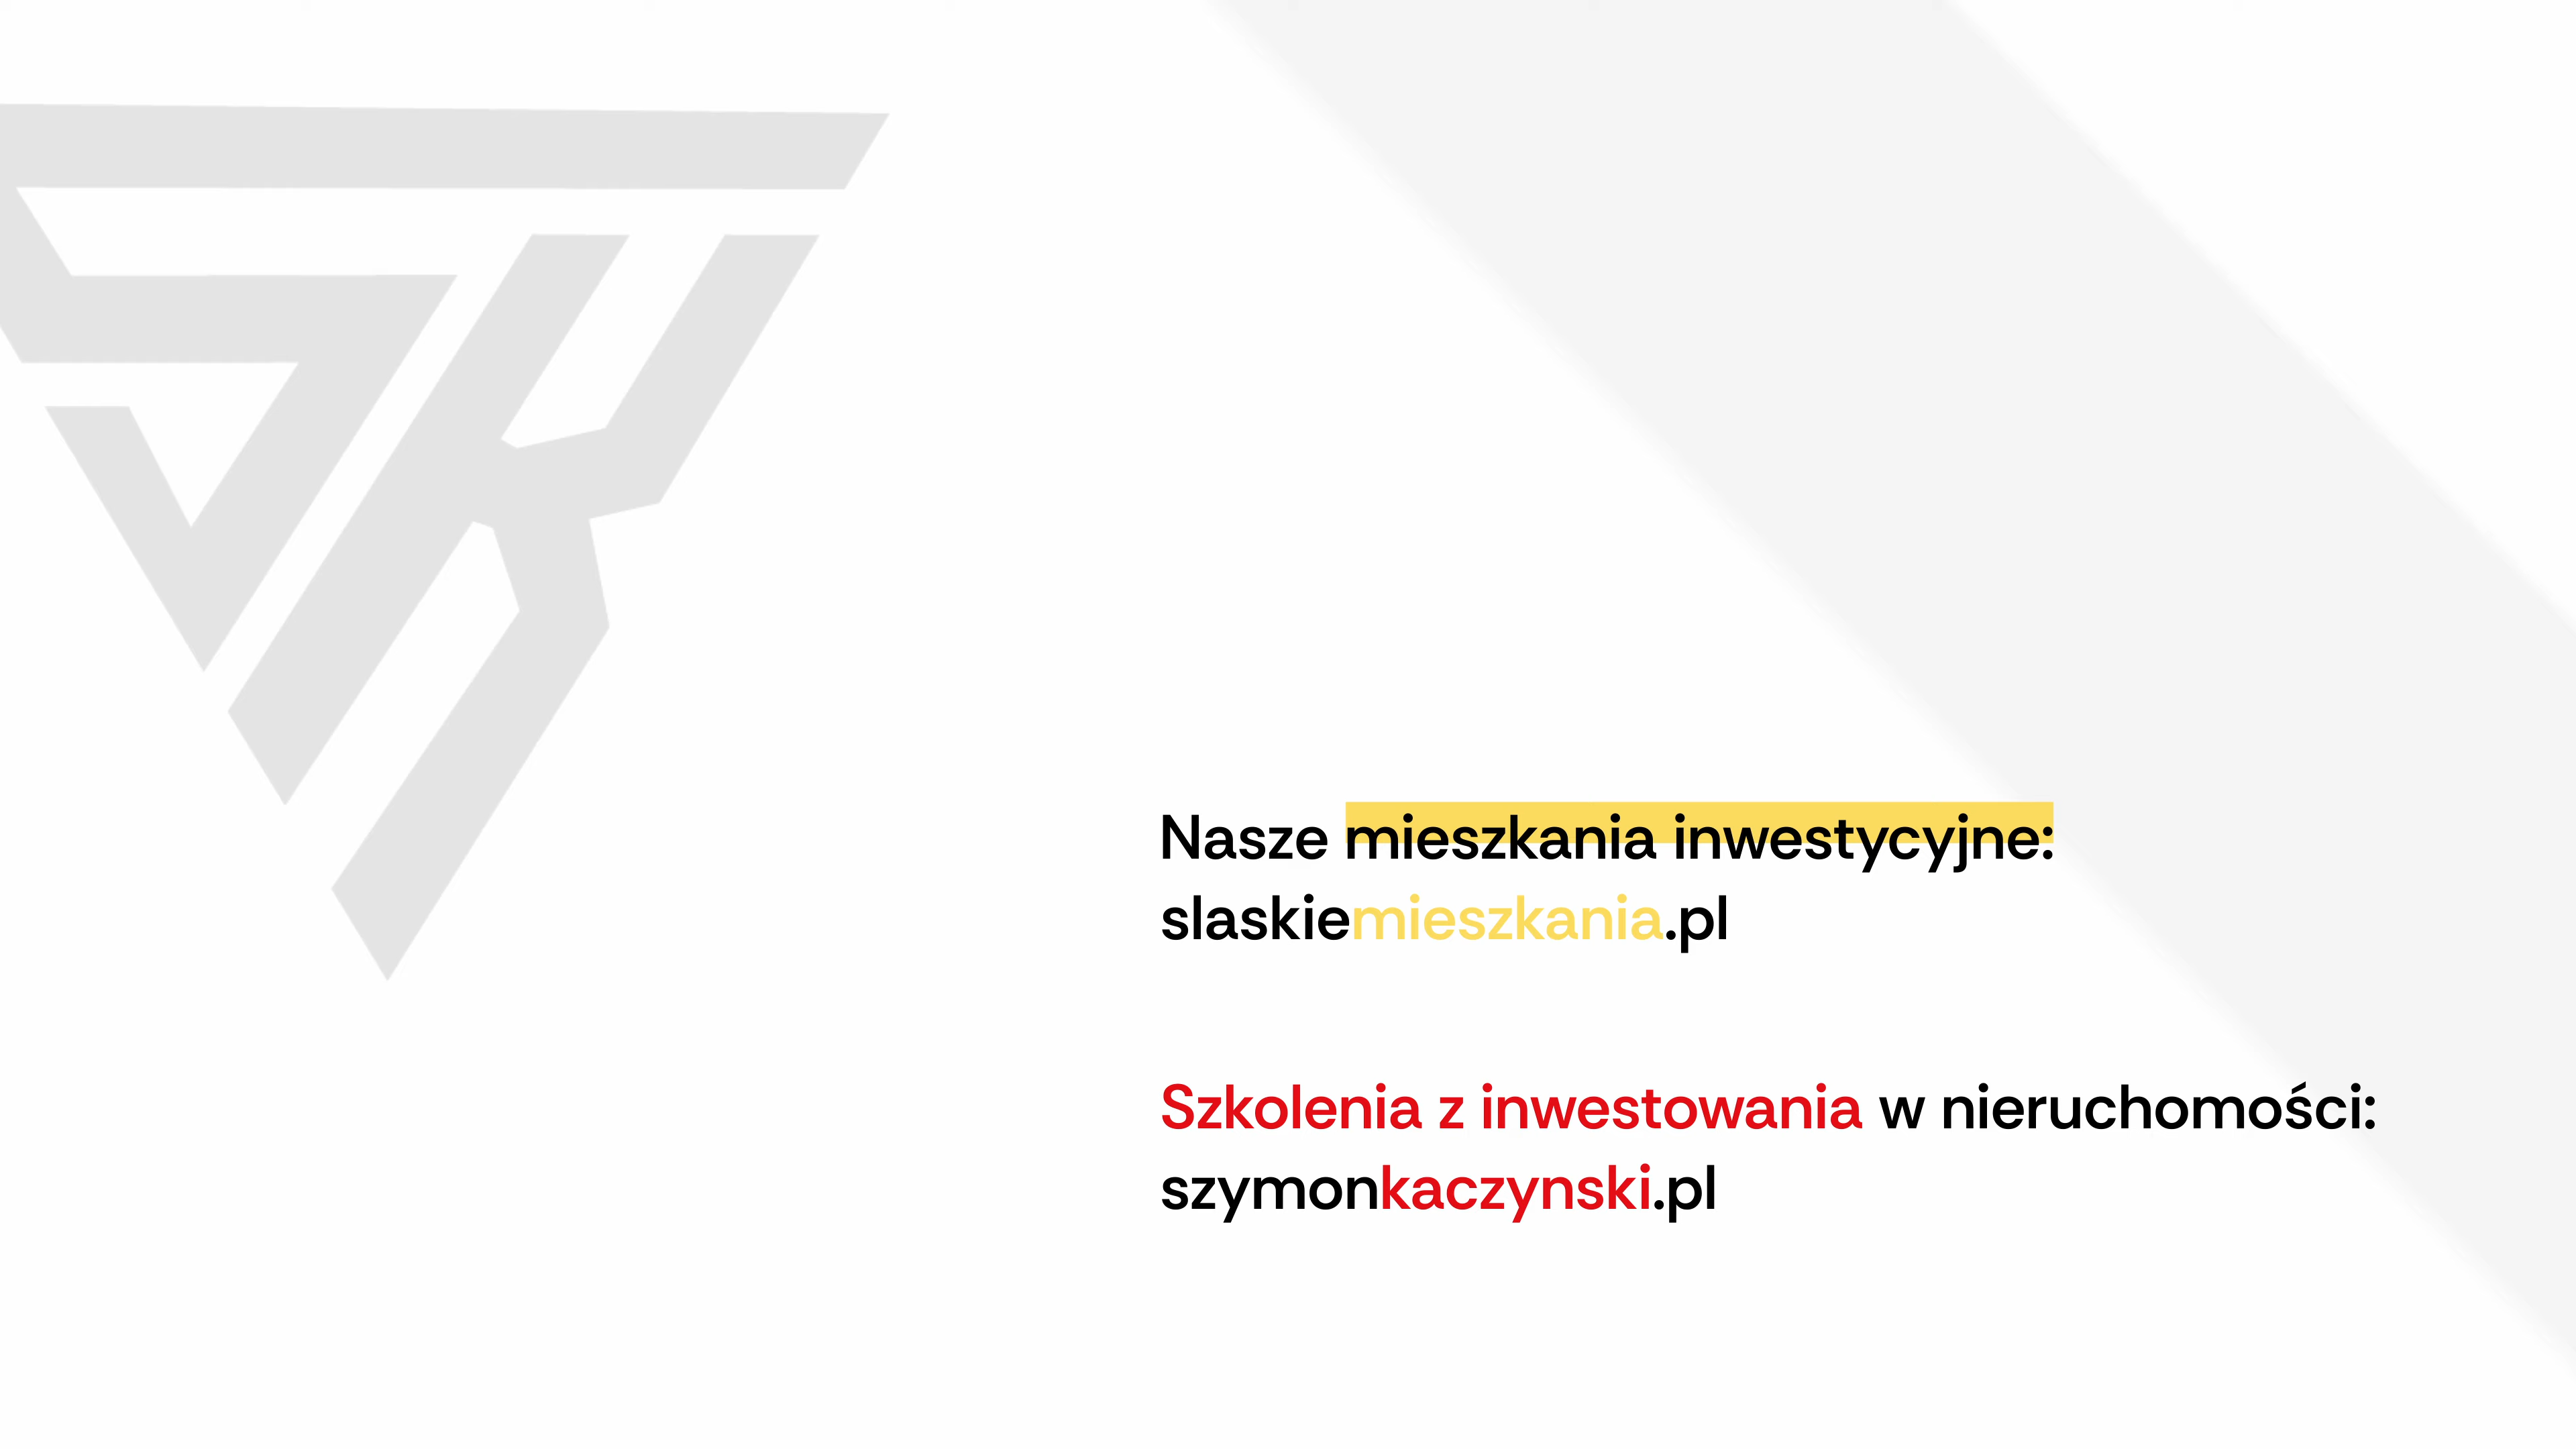 Nasze mieszkania inwestycyjne:
slaskiemieszkania.pl
Szkolenia z inwestowania w nieruchomości:
szymonkaczynski.pl